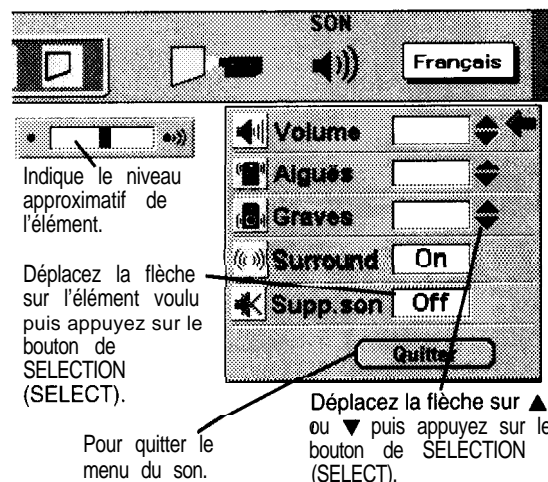 SON
Français
Volume
Aiguës
Graves
Surround On
Supp.son Off
Quitter
Indique le niveau
approximatif de
l'élément.
Déplacez la flèche
sur l'élément voulu
puis appuyez sur le
bouton de
SELECTION
(SELECT).
Pour quitter le
menu du son.
Déplacez la flèche sur ▲
ou ▼ puis appuyez sur le
bouton de SELECTION
(SELECT).